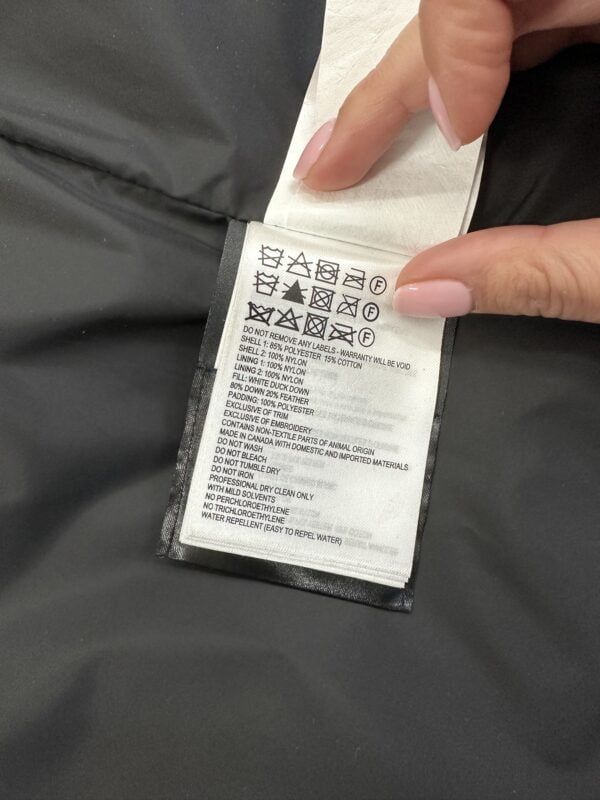 F
F
F
DO NOT REMOVE ANY LABELS - WARRANTY WILL BE VOID
SHELL 1: 85% POLYESTER 15% COTTON
SHELL 2: 100% NYLON
LINING 1: 100% NYLON
LINING 2: 100% NYLON
FILL: WHITE DUCK DOWN
80% DOWN 20% FEATHER
PADDING: 100% POLYESTER
EXCLUSIVE OF TRIM
EXCLUSIVE OF EMBROIDERY
CONTAINS NON-TEXTILE PARTS OF ANIMAL ORIGIN
MADE IN CANADA WITH DOMESTIC AND IMPORTED MATERIALS
DO NOT WASH
DO NOT BLEACH
DO NOT TUMBLE DRY
DO NOT IRON
PROFESSIONAL DRY CLEAN ONLY
WITH MILD SOLVENTS
NO PERCHLOROETHYLENE
NO TRICHLOROETHYLENE
WATER REPELLENT (EASY TO REPEL WATER)